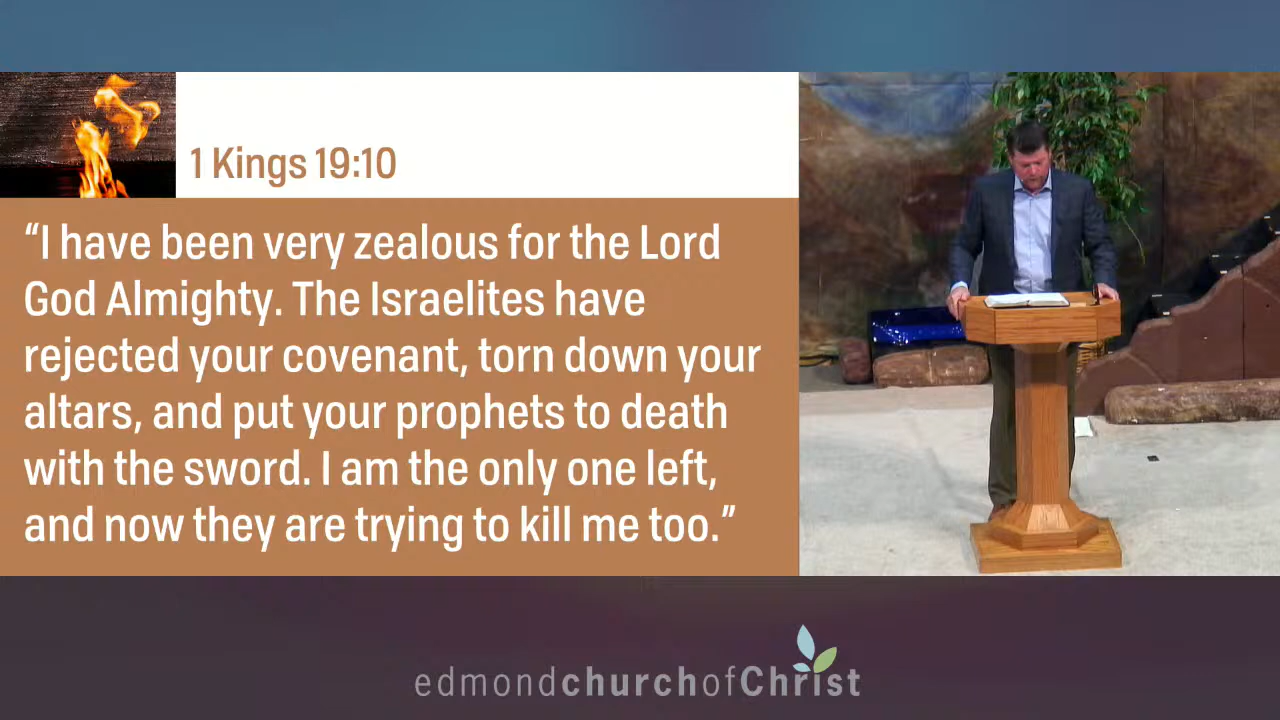 1 Kings 19:10
“I have been very zealous for the Lord
God Almighty. The Israelites have
rejected your covenant, torn down your
altars, and put your prophets to death
with the sword. I am the only one left,
and now they are trying to kill me too.”
edmondchurchofChrist